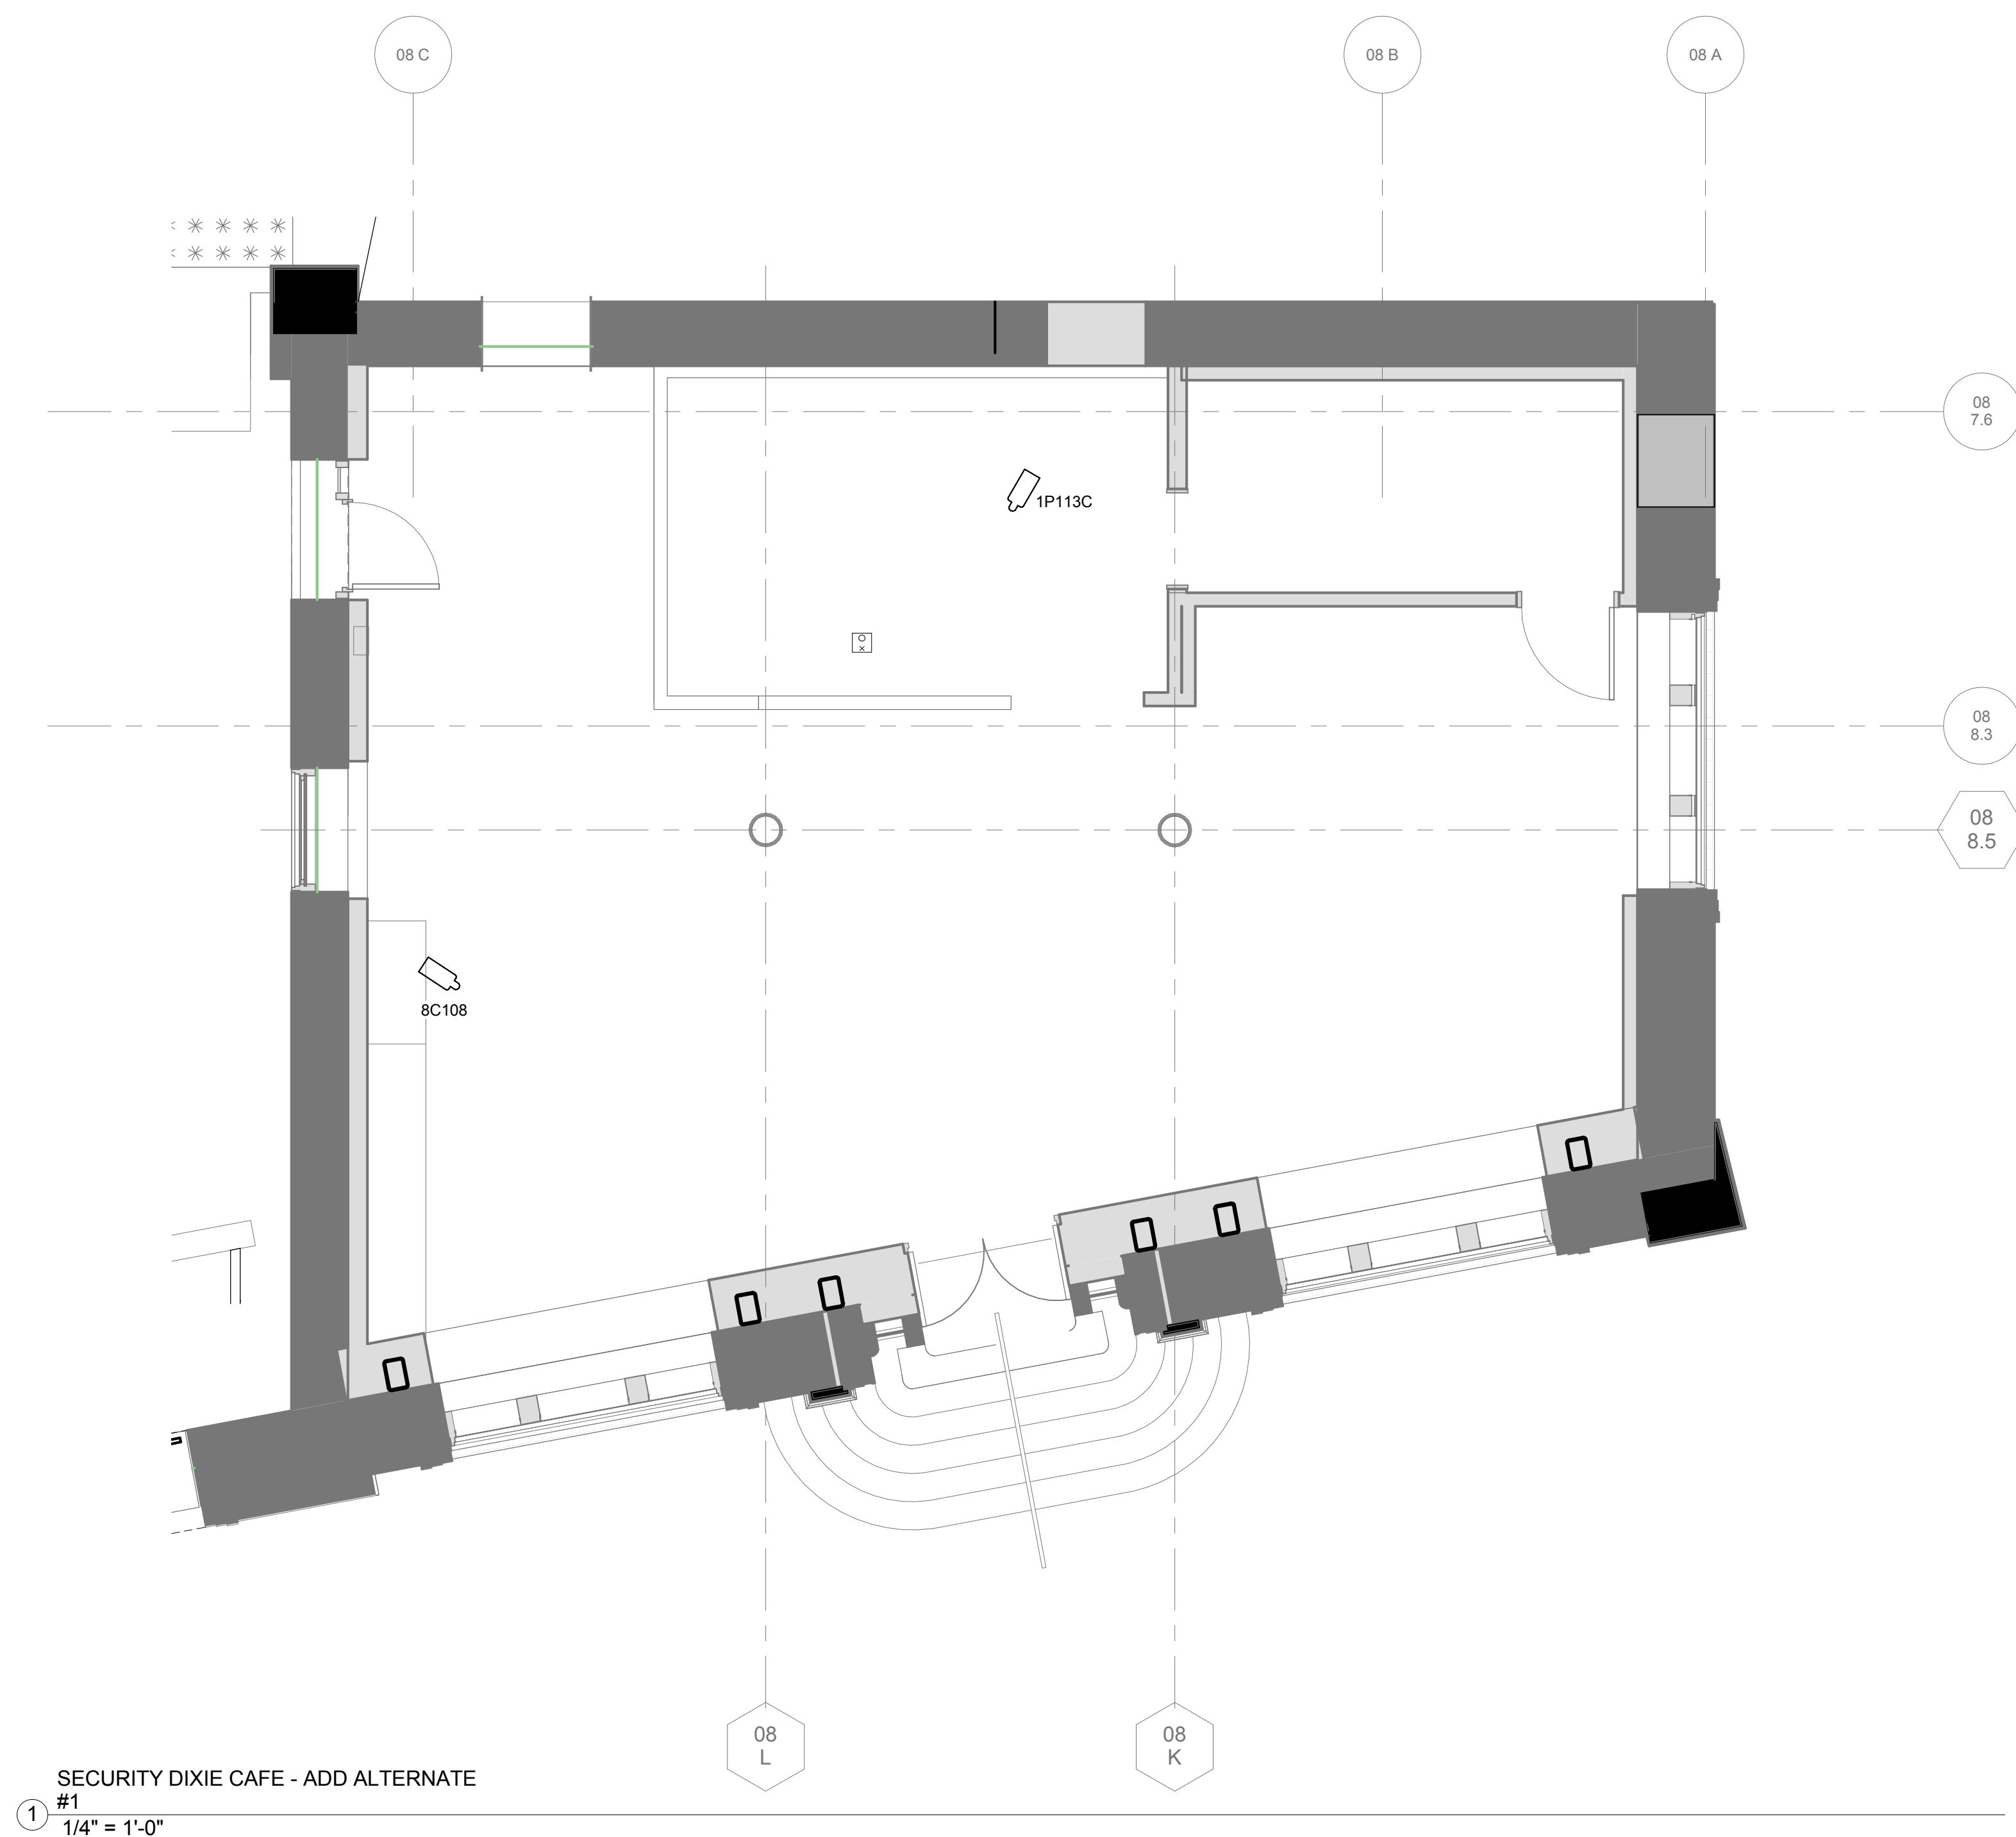 08 C
08 B
08 A
08
7.6
1P113C
08
8.3
08
8.5
8C108
08
L
08
K
SECURITY DIXIE CAFE - ADD ALTERNATE
#1
1
1/4" = 1'-0"